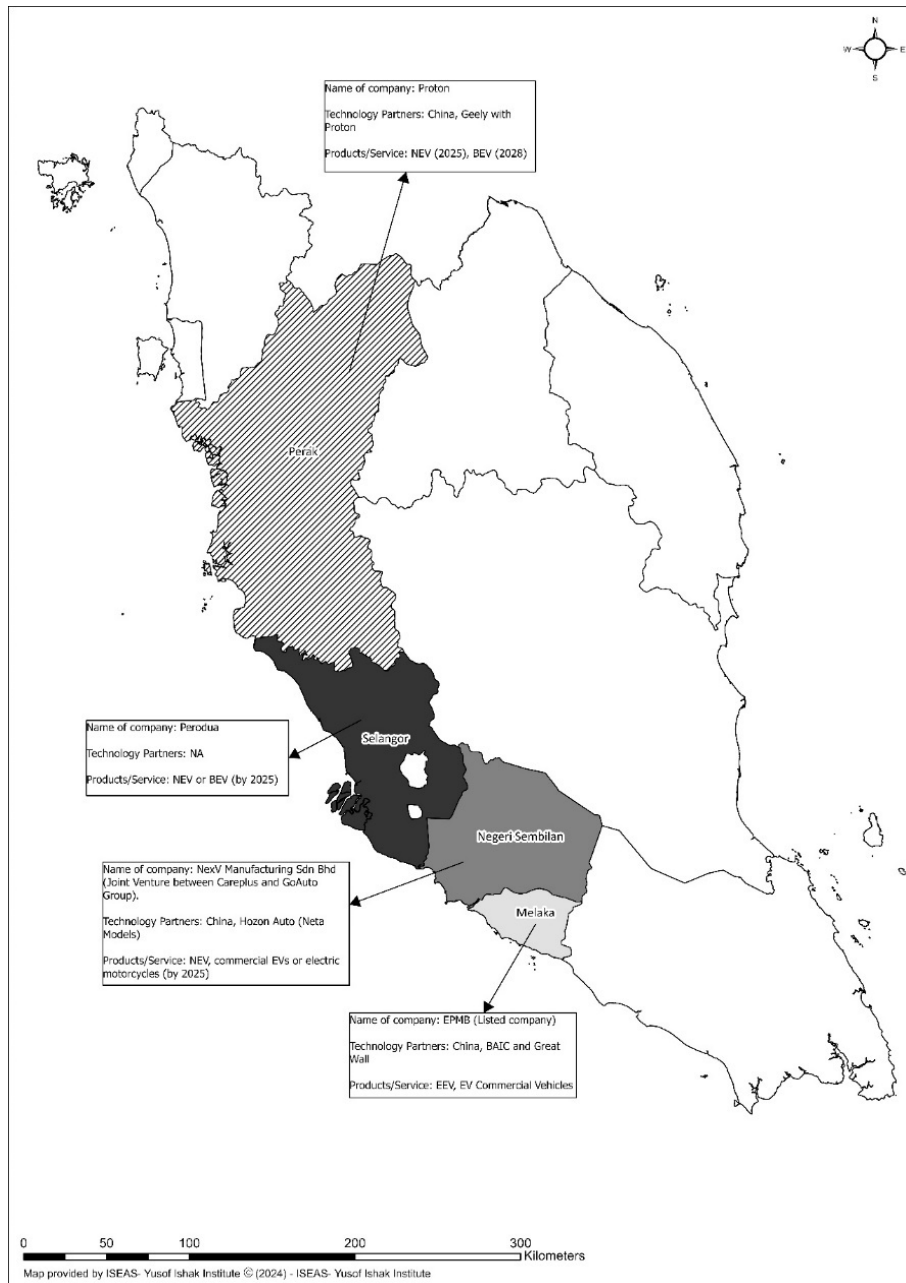 N
W E
S
Name of company: Proton
Technology Partners: China, Geely with
Proton
Products/Service: NEV (2025), BEV (2028)
Perak
Name of company: Perodua
Technology Partners: NA
Products/Service: NEV or BEV (by 2025)
Selangor
Negeri Sembilan
Name of company: NexV Manufacturing Sdn Bhd
(Joint Venture between Careplus and GoAuto
Group).
Technology Partners: China, Hozon Auto (Neta
Models)
Products/Service: NEV, commercial EVs or electric
motorcycles (by 2025)
Melaka
Name of company: EPMB (Listed company)
Technology Partners: China, BAIC and Great
Wall
Products/Service: EEV, EV Commercial Vehicles
0 50 100 200 300
Kilometers
Map provided by ISEAS- Yusof Ishak Institute © (2024) - ISEAS- Yusof Ishak Institute